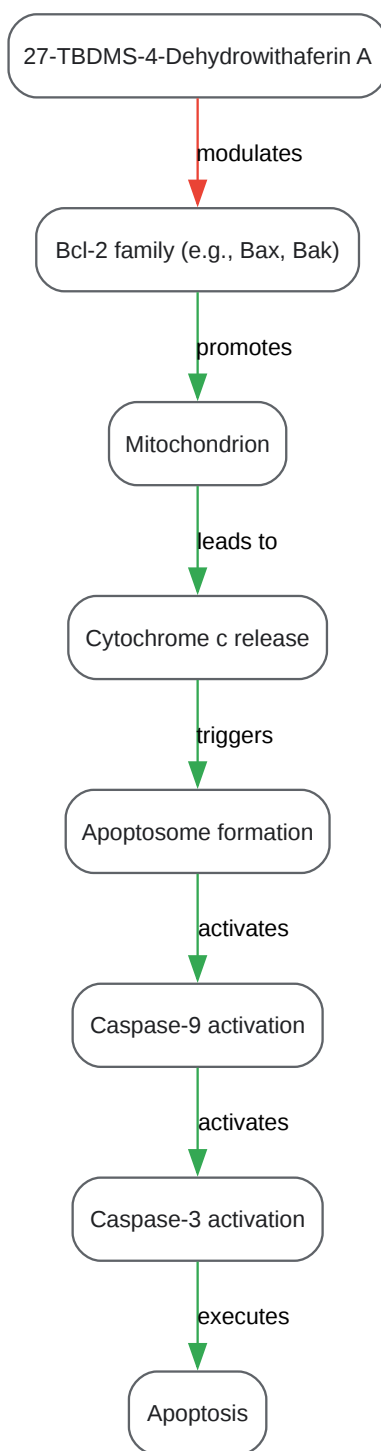 27-TBDMS-4-Dehydrowithaferin A
modulates
Bcl-2 family (e.g., Bax, Bak)
promotes
Mitochondrion
leads to
Cytochrome c release
triggers
Apoptosome formation
activates
Caspase-9 activation
activates
Caspase-3 activation
executes
Apoptosis